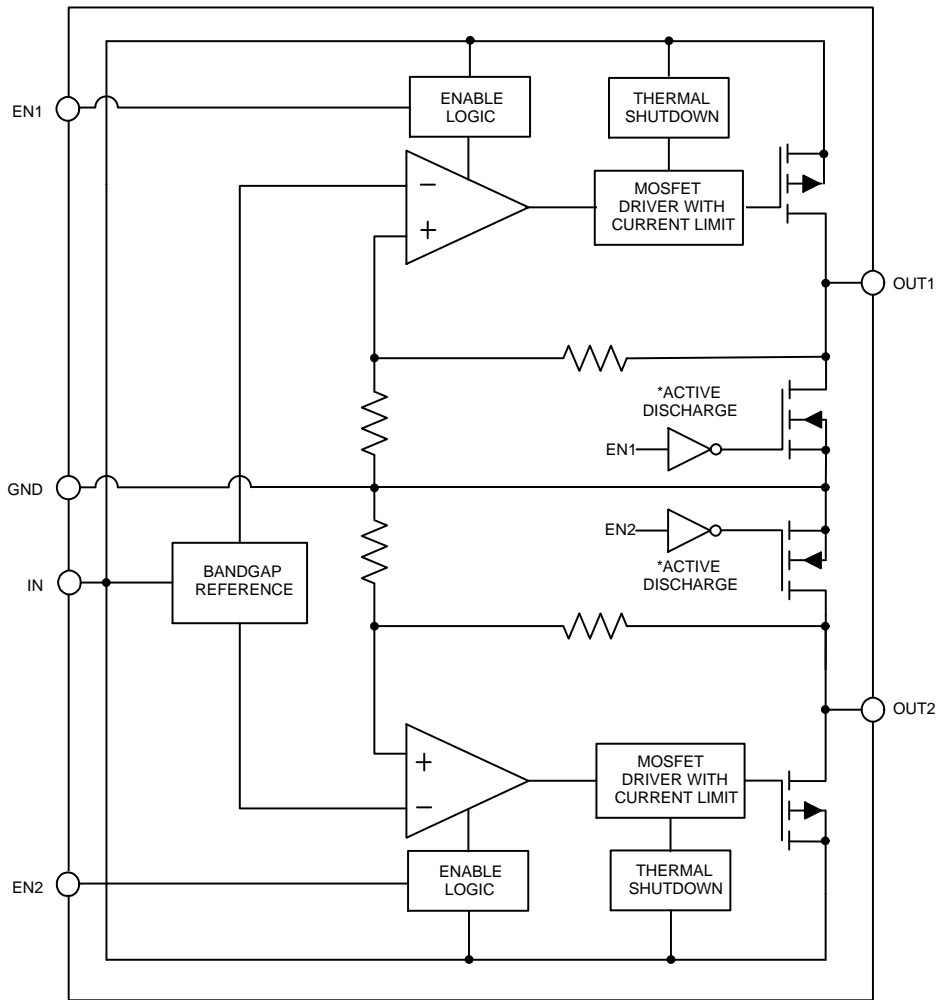 EN1
ENABLE
LOGIC
THERMAL
SHUTDOWN
−
+
MOSFET
DRIVER WITH
CURRENT LIMIT
OUT1
*ACTIVE
DISCHARGE
EN1
GND
EN2
*ACTIVE
DISCHARGE
IN
BANDGAP
REFERENCE
OUT2
+
−
MOSFET
DRIVER WITH
CURRENT LIMIT
EN2
ENABLE
LOGIC
THERMAL
SHUTDOWN